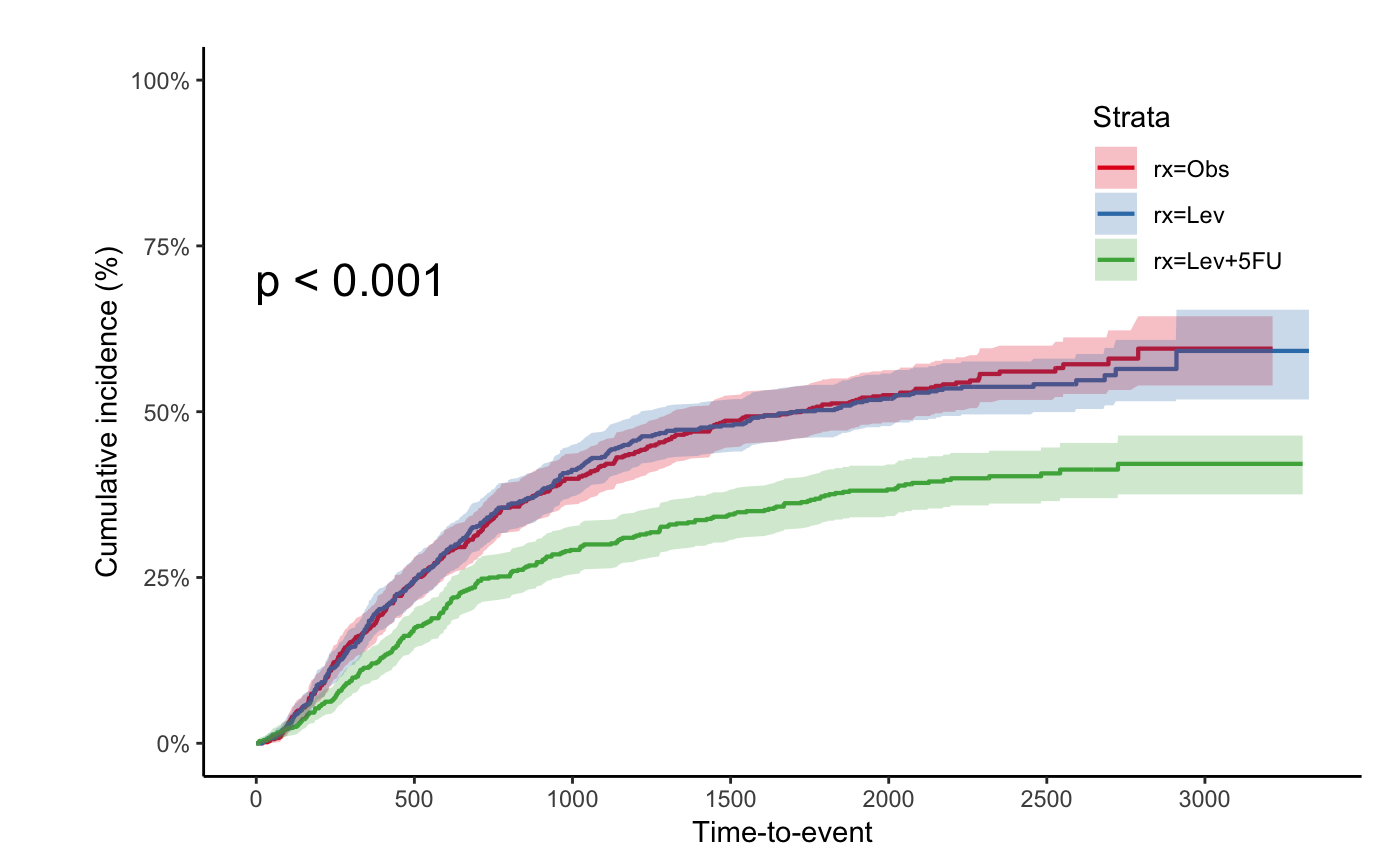 100%
75%
50%
25%
0%
Cumulative incidence (%)
p < 0.001
Strata
rx=Obs
rx=Lev
rx=Lev+5FU
0 500 1000 1500 2000 2500 3000
Time-to-event